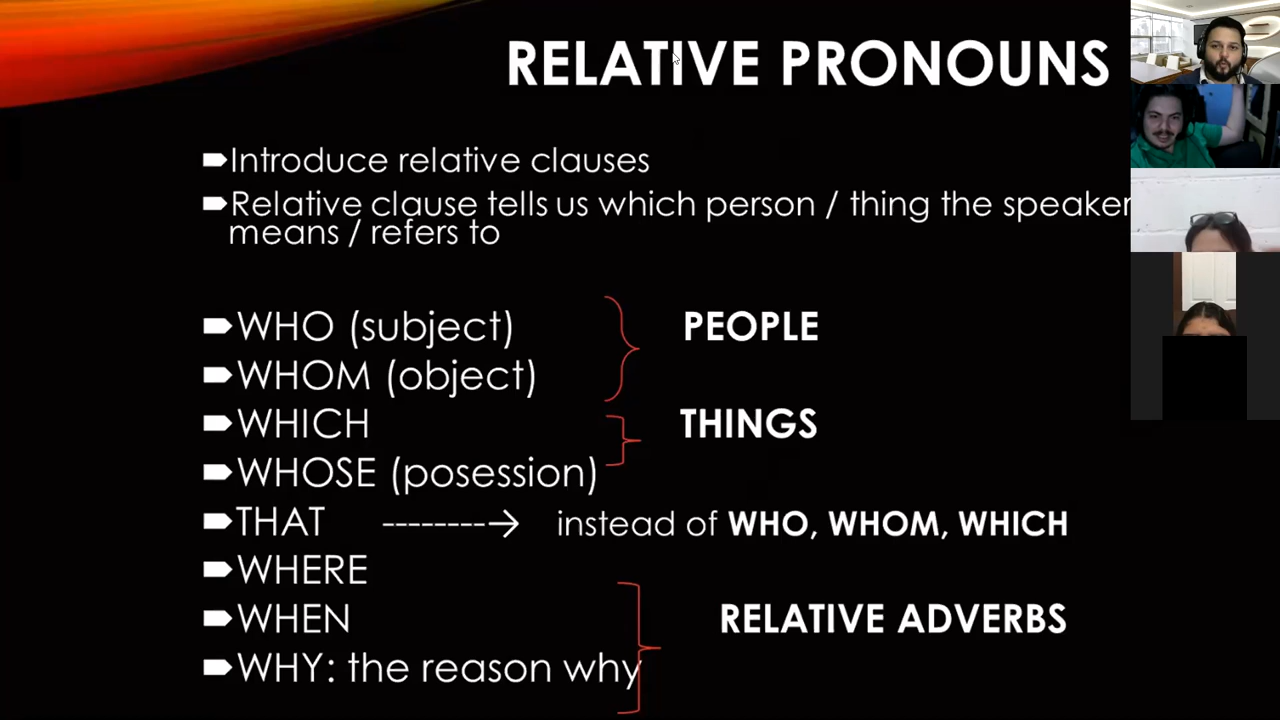 RELATIVE PRONOUNS
Introduce relative clauses
Relative clause tells us which person / thing the speaker
means / refers to
WHO (subject)
PEOPLE
WHOM (object)
WHICH
THINGS
WHOSE (posession)
THAT --------→ instead of WHO, WHOM, WHICH
WHERE
WHEN
RELATIVE ADVERBS
WHY: the reason why